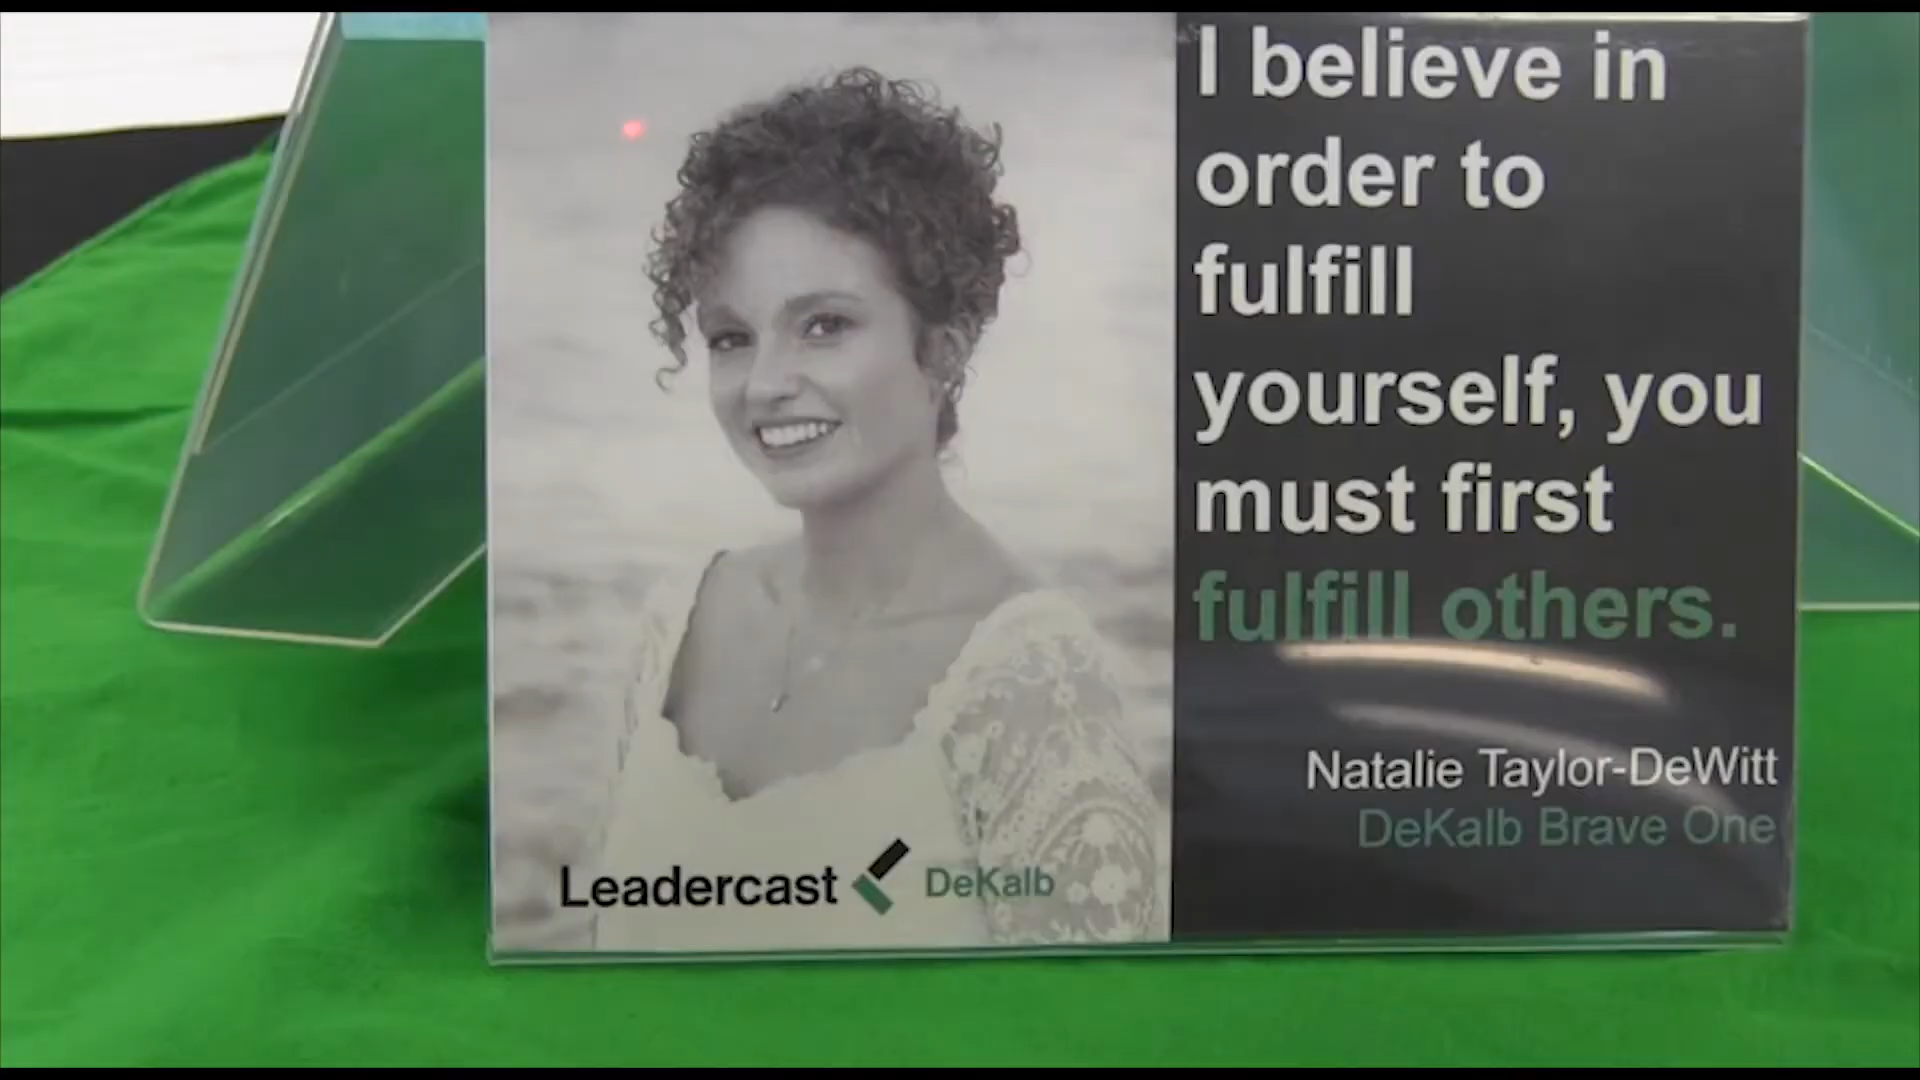 I believe in
order to
fulfill
yourself, you
must first
fulfill others.
Natalie Taylor-DeWitt
DeKalb Brave One
Leadercast DeKalb